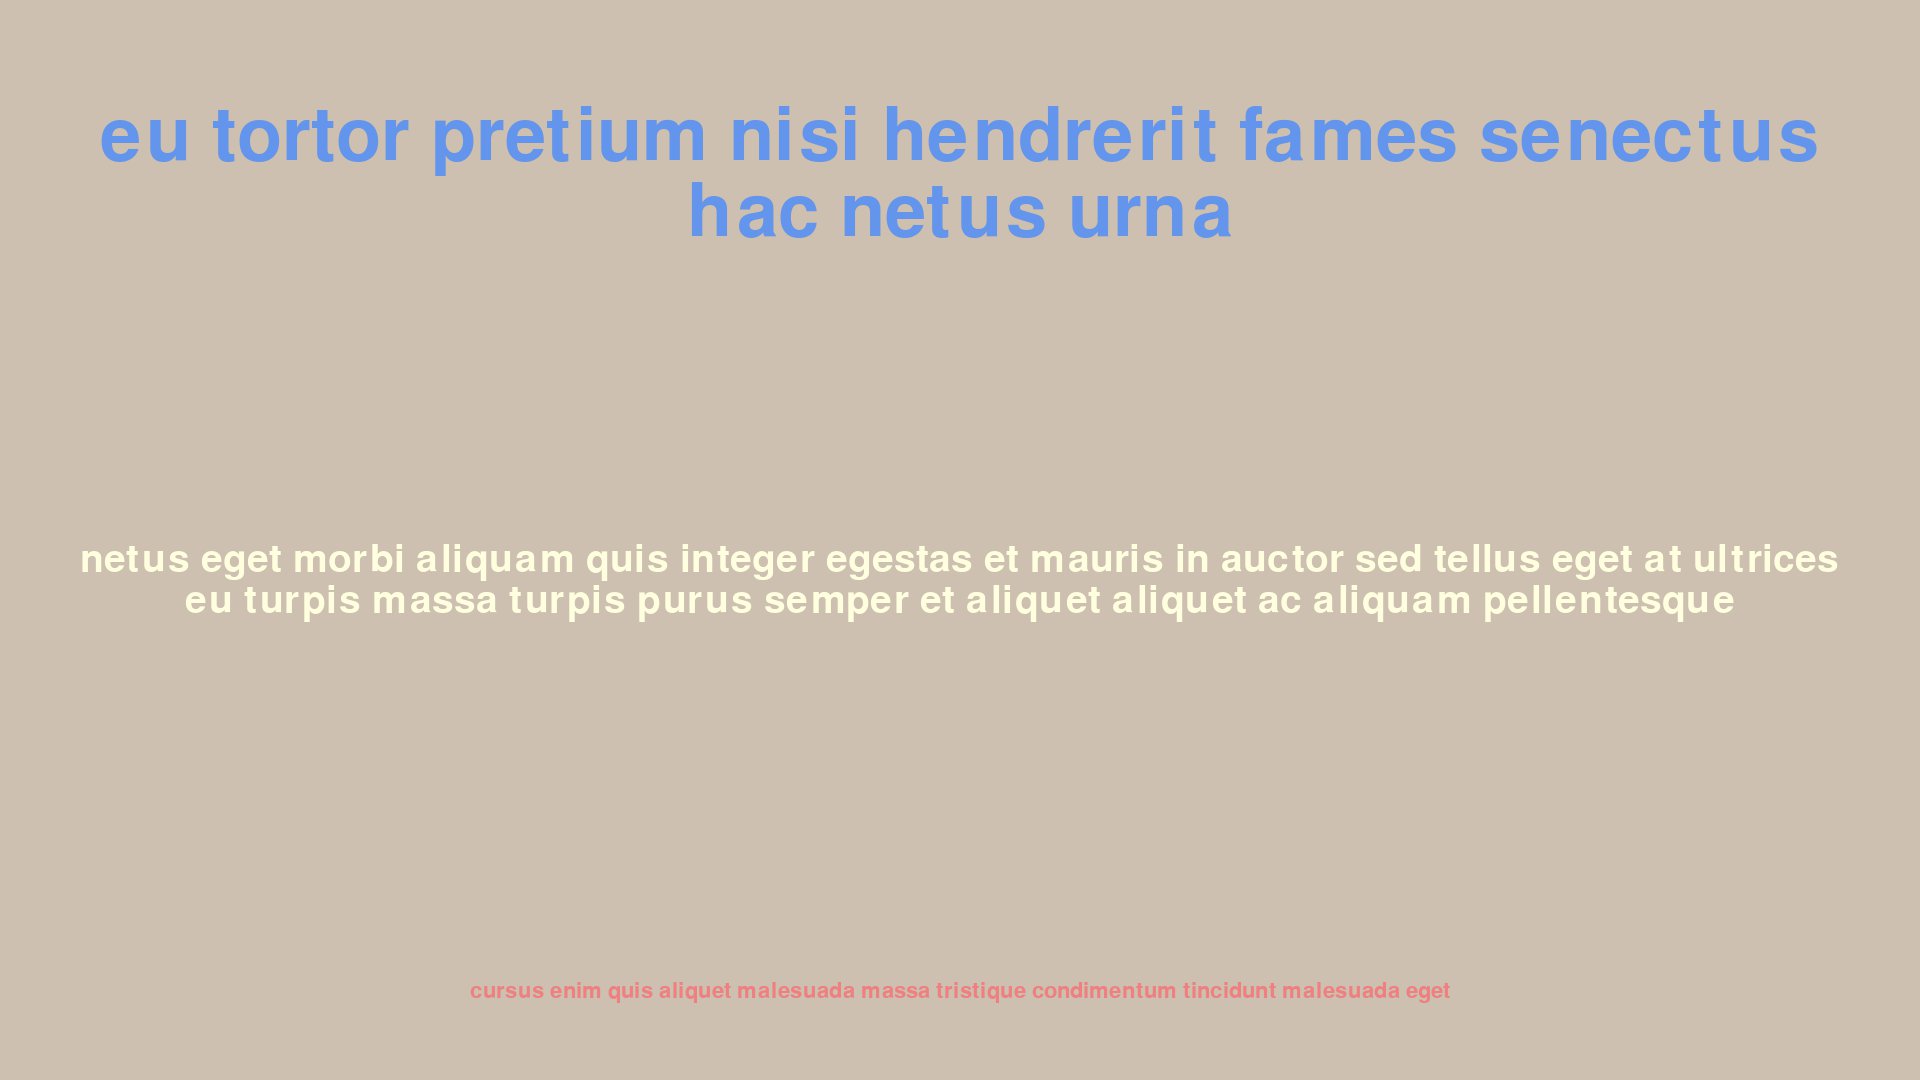 eu tortor pretium nisi hendrerit fames senectus
hac netus urna
netus eget morbi aliquam quis integer egestas et mauris in auctor sed tellus eget at ultrices
eu turpis massa turpis purus semper et aliquet aliquet ac aliquam pellentesque
cursus enim quis aliquet malesuada massa tristique condimentum tincidunt malesuada eget